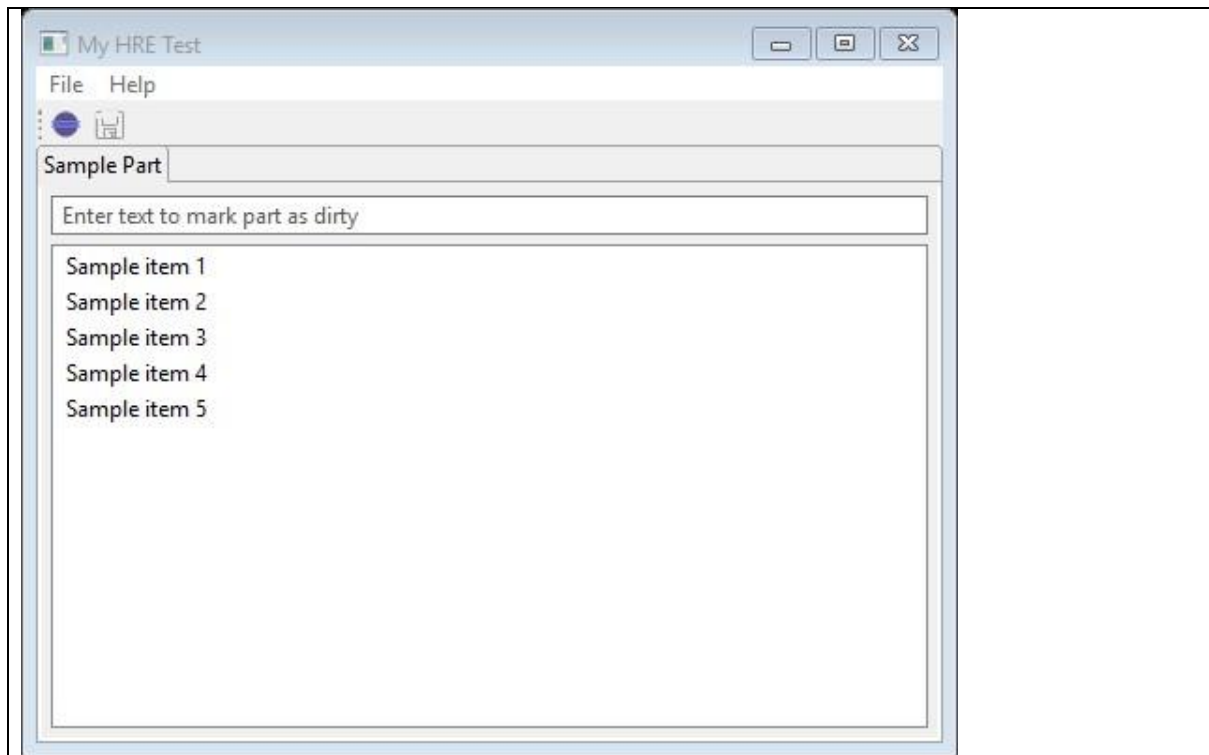 My HRE Test
File Help
Sample Part
Enter text to mark part as dirty
Sample item 1
Sample item 2
Sample item 3
Sample item 4
Sample item 5